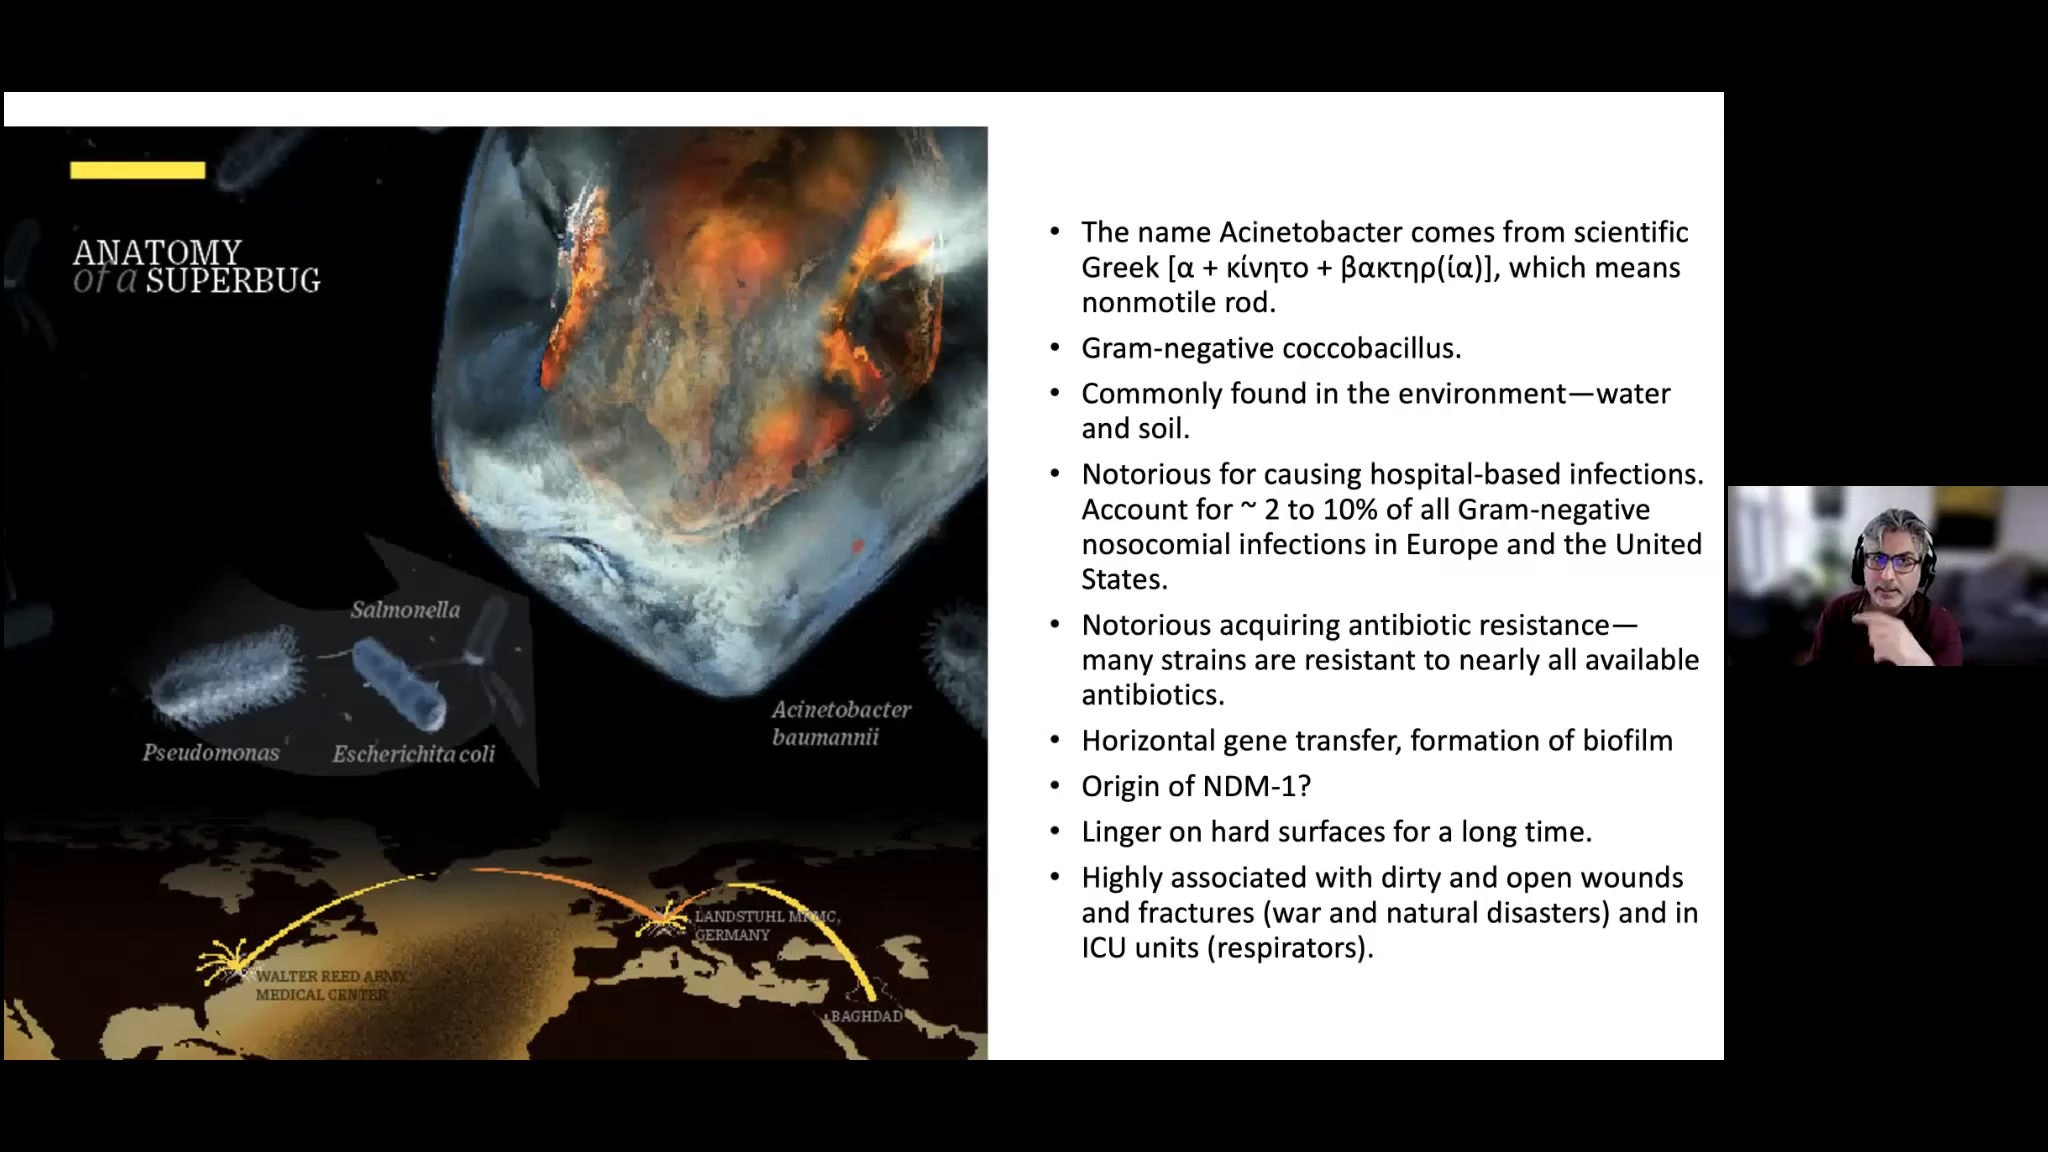 ANATOMY
of a SUPERBUG
Salmonella
Pseudomonas
Escherichita coli
Acinetobacter
baumannii
LANDSTUHL MRMC,
GERMANY
WALTER REED ARMY
MEDICAL CENTER
BAGHDAD
• The name Acinetobacter comes from scientific
Greek [α + κίνητο + βακτηρ(ία)], which means
nonmotile rod.
• Gram-negative coccobacillus.
• Commonly found in the environment—water
and soil.
• Notorious for causing hospital-based infections.
Account for ~ 2 to 10% of all Gram-negative
nosocomial infections in Europe and the United
States.
• Notorious acquiring antibiotic resistance—
many strains are resistant to nearly all available
antibiotics.
• Horizontal gene transfer, formation of biofilm
• Origin of NDM-1?
• Linger on hard surfaces for a long time.
• Highly associated with dirty and open wounds
and fractures (war and natural disasters) and in
ICU units (respirators).